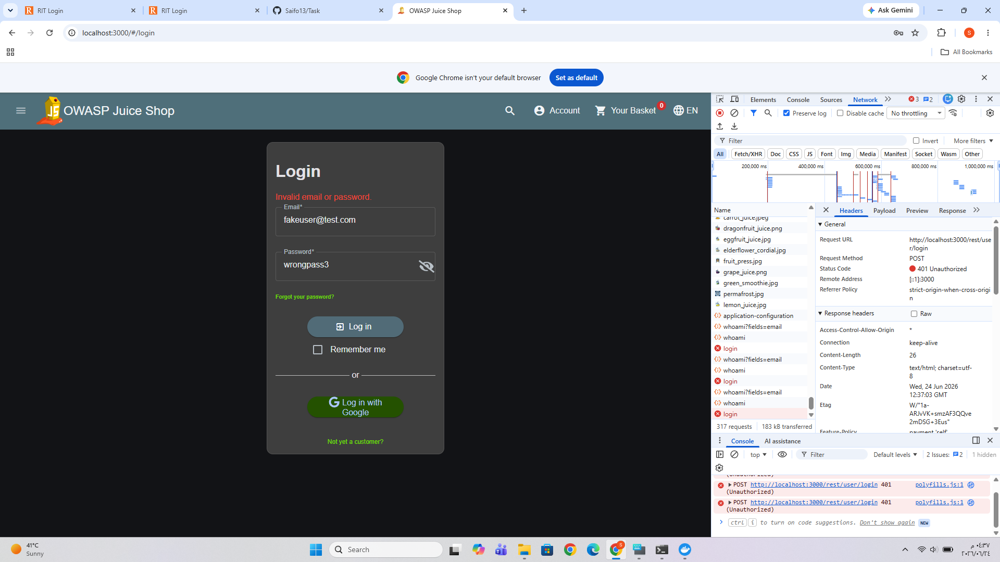 RIT Login
RIT Login
Saifo13/Task
OWASP Juice Shop
Ask Gemini
localhost:3000/#/login
S
All Bookmarks
Google Chrome isn't your default browser
Set as default
JS
OWASP Juice Shop
Account
Your Basket
0
EN
Login
Invalid email or password.
Email*
fakeuser@test.com
Password*
wrongpass3
Forgot your password?
Log in
Remember me
or
Log in with
Google
Not yet a customer?
Elements
Console
Sources
Network
3
2
Preserve log
Disable cache
No throttling
Filter
Invert
More filters
All
Fetch/XHR
Doc
CSS
JS
Font
Img
Media
Manifest
Socket
Wasm
Other
200,000 ms
400,000 ms
600,000 ms
800,000 ms
1,000,000 ms
Name
carrot_juice.jpeg
dragonfruit_juice.png
eggfruit_juice.jpg
elderflower_cordial.jpg
fruit_press.jpg
grape_juice.png
green_smoothie.jpg
permafrost.jpg
lemon_juice.jpg
application-configuration
whoami?fields=email
whoami
login
whoami?fields=email
whoami
login
whoami?fields=email
whoami
login
317 requests
183 kB transferred
Headers
Payload
Preview
Response
General
Request URL
http://localhost:3000/rest/use
r/login
Request Method
POST
Status Code
401 Unauthorized
Remote Address
[::1]:3000
Referrer Policy
strict-origin-when-cross-origi
n
Response headers
Raw
Access-Control-Allow-Origin
*
Connection
keep-alive
Content-Length
26
Content-Type
text/html; charset=utf-
8
Date
Wed, 24 Jun 2026
12:37:03 GMT
Etag
W/"1a-
ARJvVK+smzAF3QQve
2mDSG+3Eus"
Feature-Policy
payment 'self'
Console
AI assistance
top
Filter
Default levels
2 Issues:
2
1 hidden
(Unauthorized)
POST http://localhost:3000/rest/user/login 401
polyfills.js:1
(Unauthorized)
POST http://localhost:3000/rest/user/login 401
polyfills.js:1
(Unauthorized)
ctrl i to turn on code suggestions. Don't show again NEW
41°C
Sunny
Search
S
٠٤:٣٧ م
٢٠٢٦/٠٦/٢٤